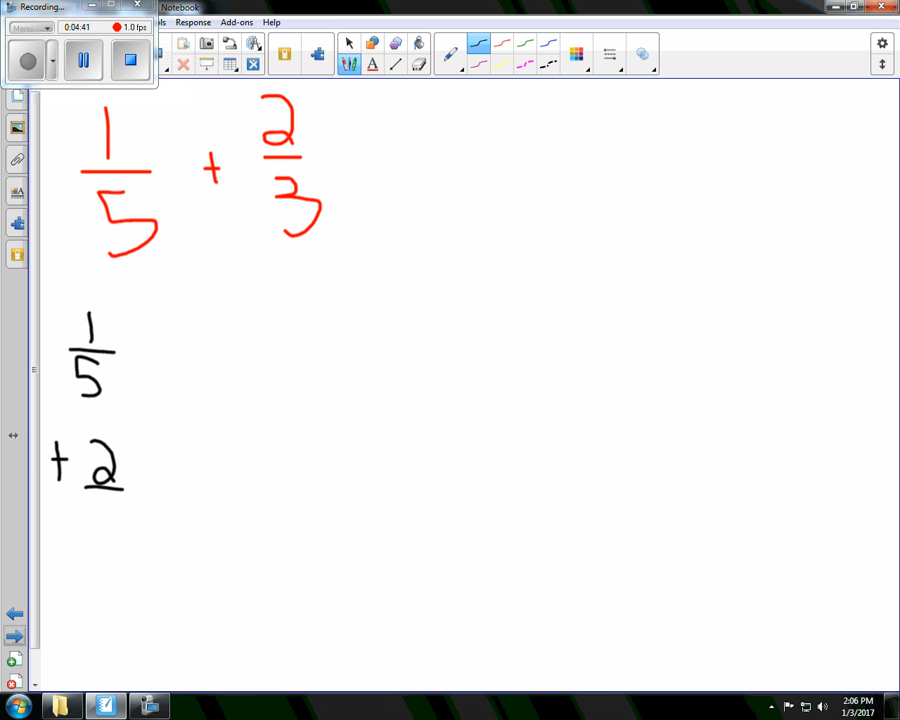 Recording...
Notebook
Menu
0:04:41
1.0 fps
ols Response Add-ons Help
1/5 + 2/3
1/5
+ 2
2:06 PM
1/3/2017